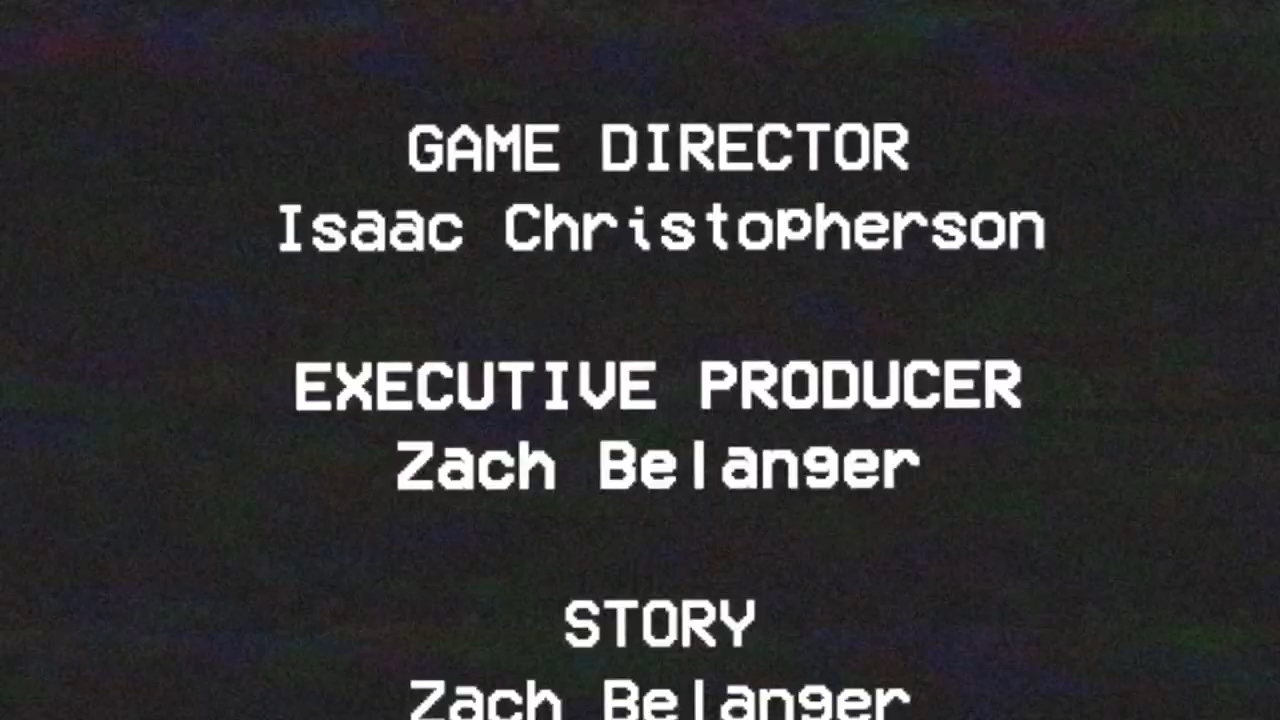 GAME DIRECTOR
Isaac Christopherson
EXECUTIVE PRODUCER
Zach Belanger
STORY
Zach Belanger